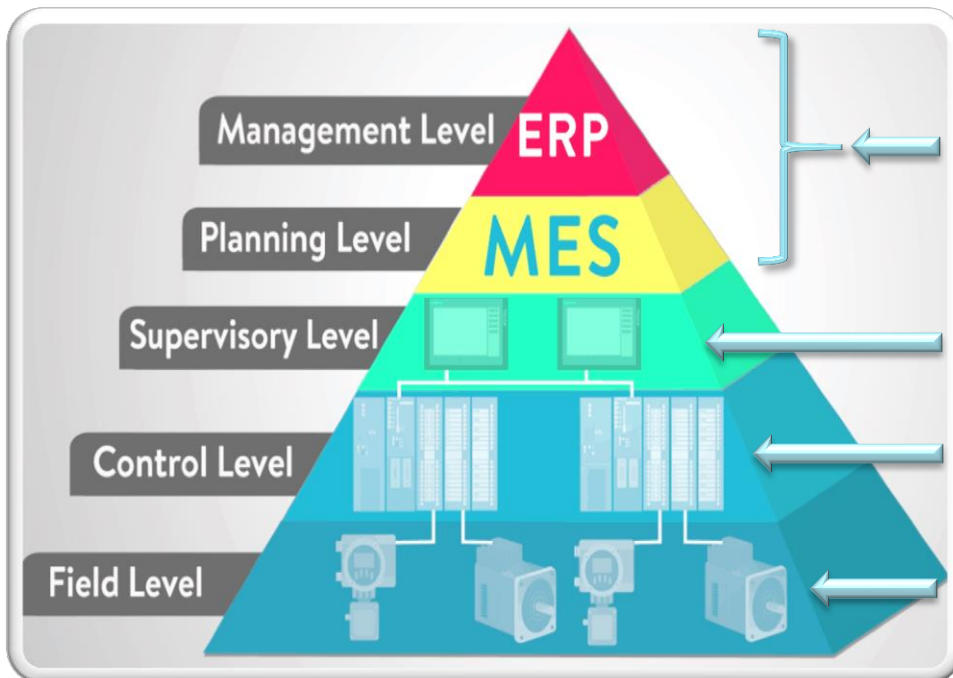 Management Level
ERP
Planning Level
MES
Supervisory Level
Control Level
Field Level